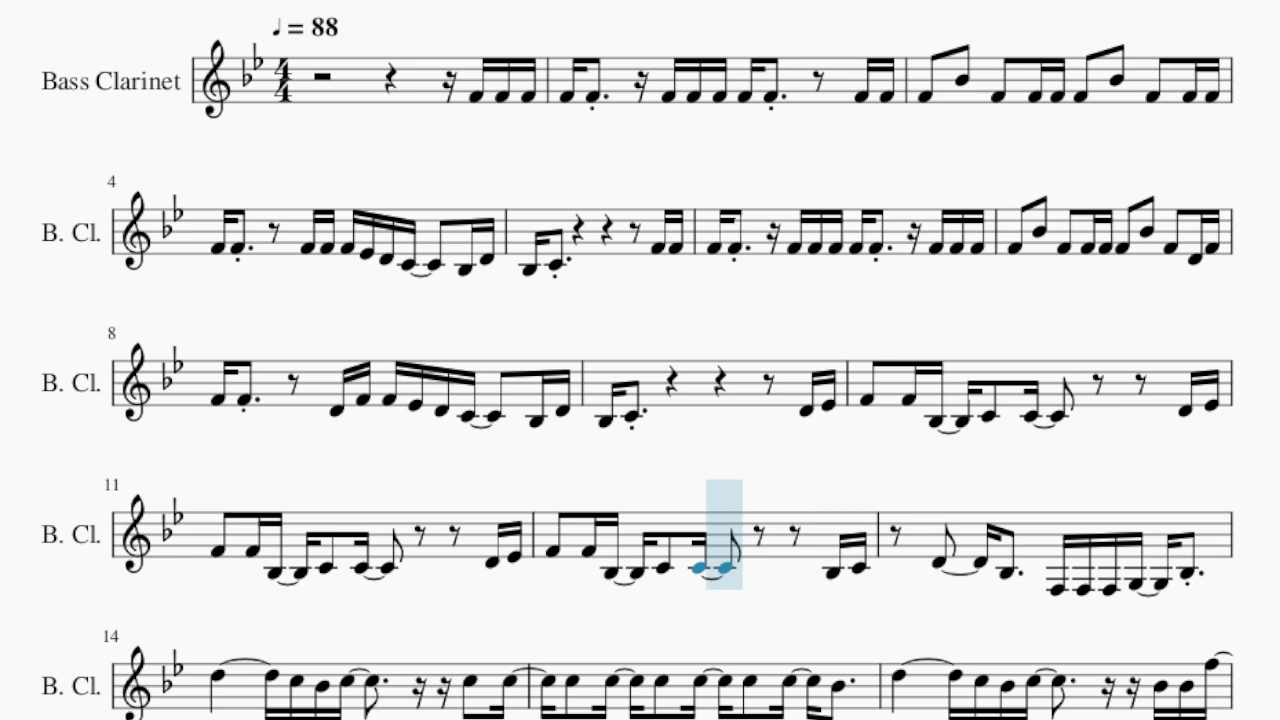 ♩ = 88
Bass Clarinet
4
B. Cl.
8
B. Cl.
11
B. Cl.
14
B. Cl.